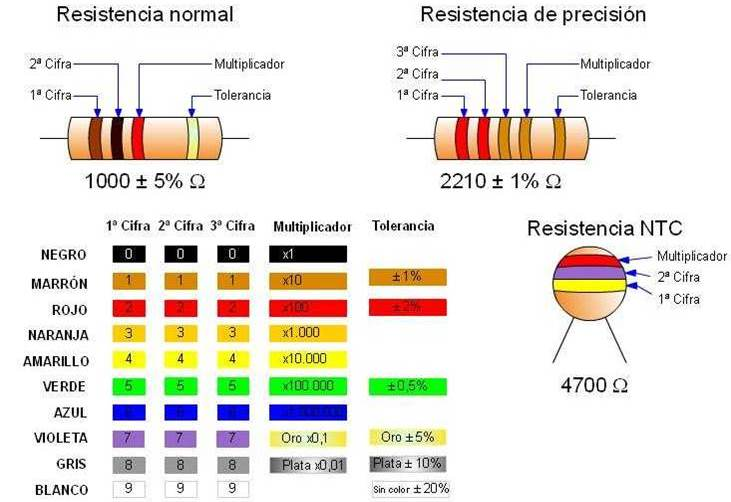 Resistencia normal
2ª Cifra
Multiplicador
1ª Cifra
Tolerancia
1000 ± 5% Ω
Resistencia de precisión
3ª Cifra
2ª Cifra
Multiplicador
1ª Cifra
Tolerancia
2210 ± 1% Ω
1ª Cifra 2ª Cifra 3ª Cifra Multiplicador Tolerancia
NEGRO 0 0 0 x1
MARRÓN 1 1 1 x10 ±1%
ROJO 2 2 2 x100 ±2%
NARANJA 3 3 3 x1.000
AMARILLO 4 4 4 x10.000
VERDE 5 5 5 x100.000 ±0,5%
AZUL 6 6 6 x1.000.000
VIOLETA 7 7 7 Oro x0,1 Oro ±5%
GRIS 8 8 8 Plata x0,01 Plata ± 10%
BLANCO 9 9 9 Sin color ± 20%
Resistencia NTC
Multiplicador
2ª Cifra
1ª Cifra
4700 Ω